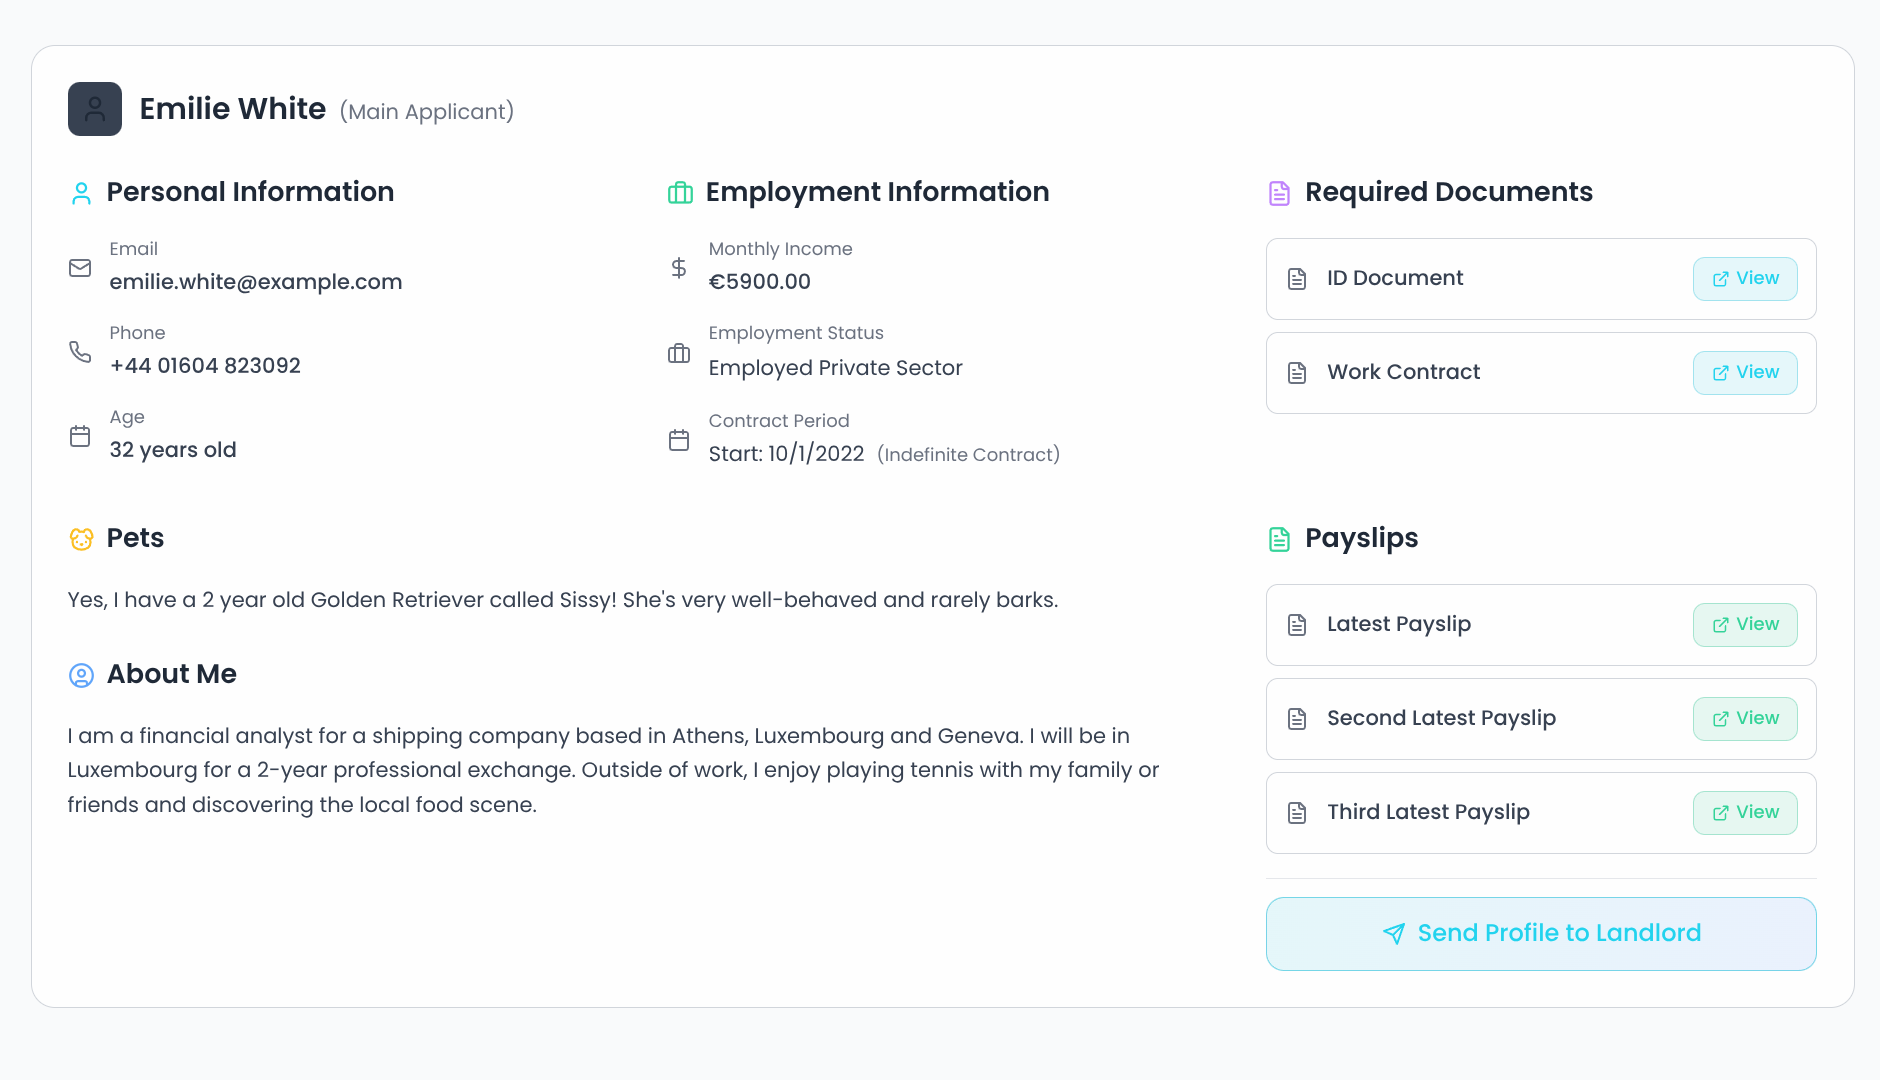 Emilie White (Main Applicant)
Personal Information
Email
emilie.white@example.com
Phone
+44 01604 823092
Age
32 years old
Employment Information
Monthly Income
€5900.00
Employment Status
Employed Private Sector
Contract Period
Start: 10/1/2022 (Indefinite Contract)
Required Documents
ID Document View
Work Contract View
Pets
Yes, I have a 2 year old Golden Retriever called Sissy! She's very well-behaved and rarely barks.
About Me
I am a financial analyst for a shipping company based in Athens, Luxembourg and Geneva. I will be in
Luxembourg for a 2-year professional exchange. Outside of work, I enjoy playing tennis with my family or
friends and discovering the local food scene.
Payslips
Latest Payslip View
Second Latest Payslip View
Third Latest Payslip View
Send Profile to Landlord